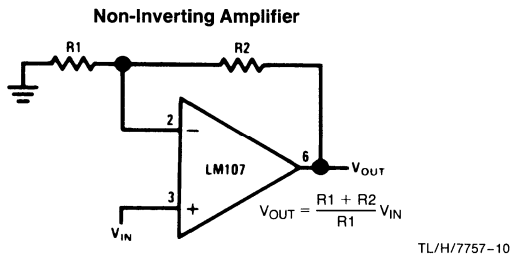 Non-Inverting Amplifier
R1
R2
2
−
LM107
6
VOUT
3
+
VIN
VOUT = R1 + R2 / R1 VIN
TL/H/7757–10